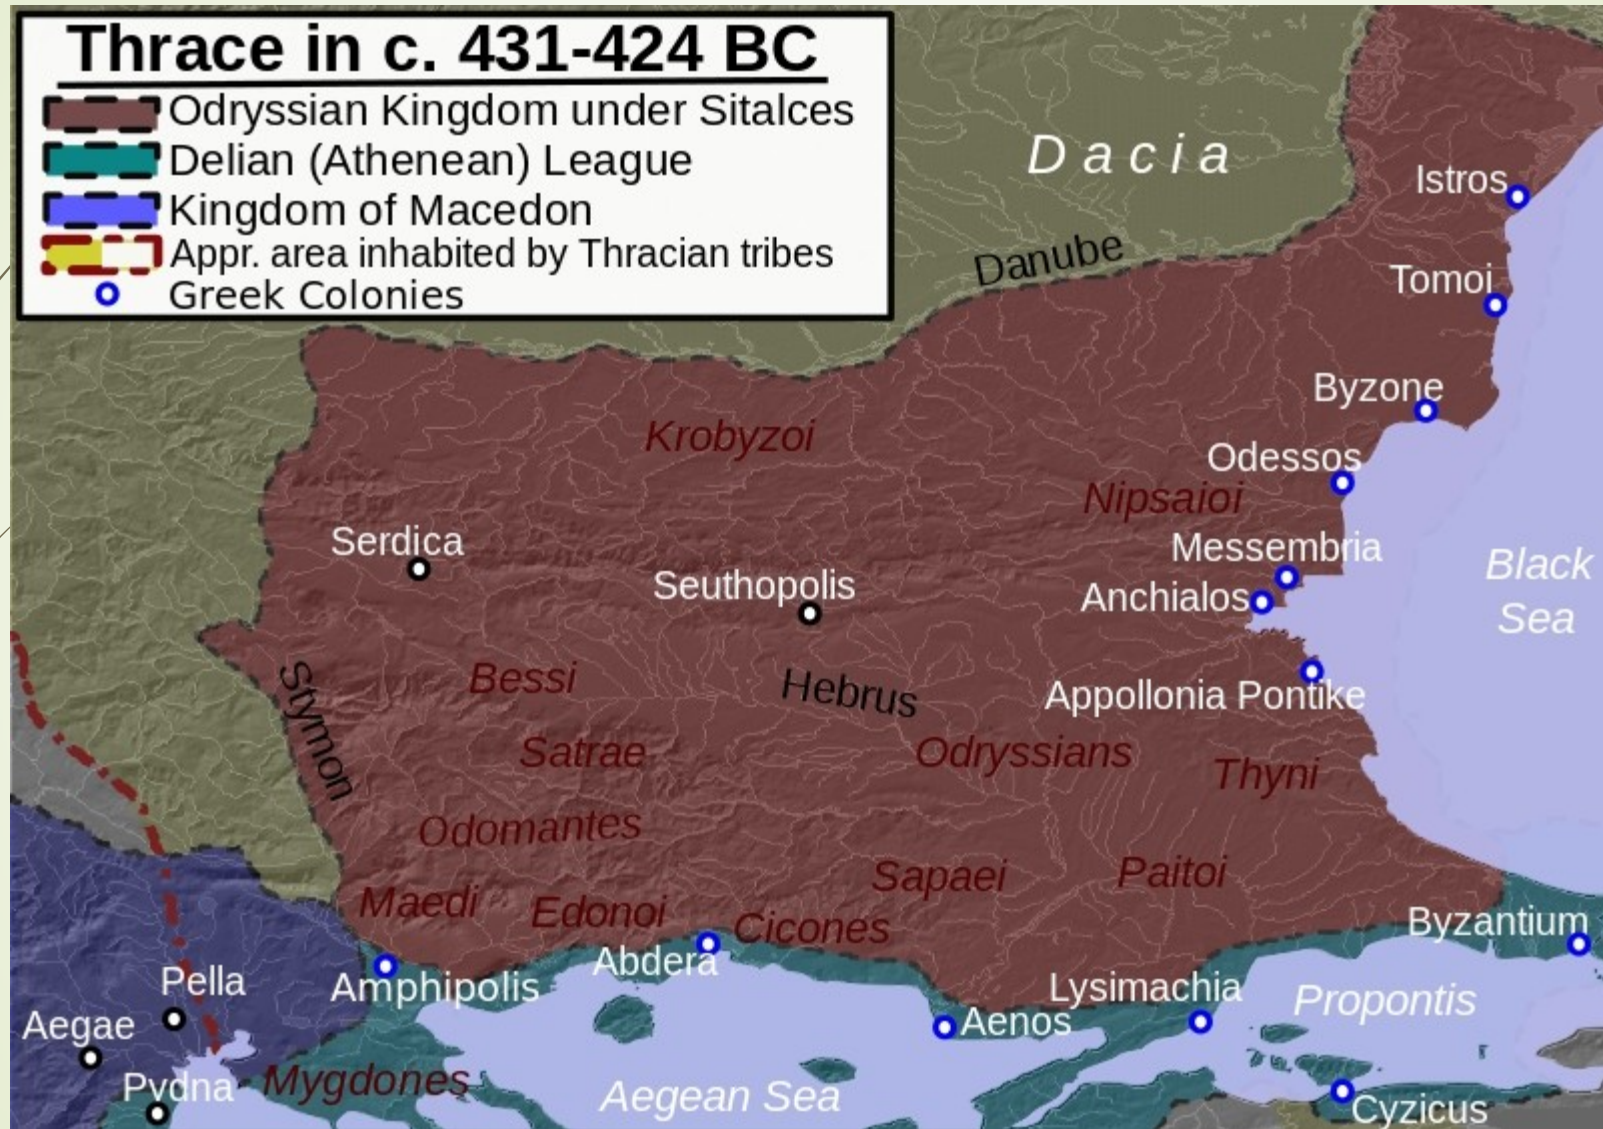 Thrace in c. 431-424 BC
Odryssian Kingdom under Sitalces
Delian (Athenean) League
Kingdom of Macedon
Appr. area inhabited by Thracian tribes
Greek Colonies
Dacia
Istros
Danube
Tomoi
Byzone
Krobyzoi
Odessos
Nipsaioi
Serdica
Messembria
Black
Sea
Seuthopolis
Anchialos
Stymon
Bessi
Hebrus
Appollonia Pontike
Satrae
Odryssians
Thyni
Odomantes
Sapaei
Paitoi
Maedi
Edonoi
Cicones
Byzantium
Abdera
Pella
Amphipolis
Lysimachia
Propontis
Aegae
Aenos
Pydna
Mygdones
Aegean Sea
Cyzicus